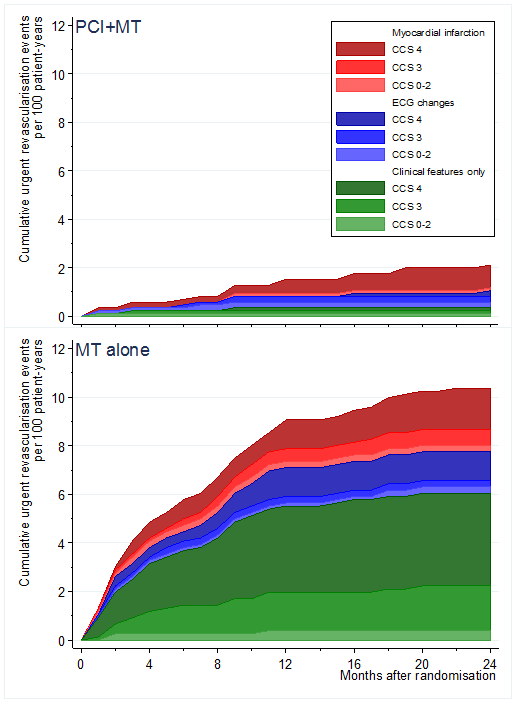 PCI+MT
Cumulative urgent revascularisation events
per 100 patient-years
12
10
8
6
4
2
0
Myocardial infarction
CCS 4
CCS 3
CCS 0-2
ECG changes
CCS 4
CCS 3
CCS 0-2
Clinical features only
CCS 4
CCS 3
CCS 0-2
MT alone
Cumulative urgent revascularisation events
per 100 patient-years
12
10
8
6
4
2
0
0 4 8 12 16 20 24
Months after randomisation